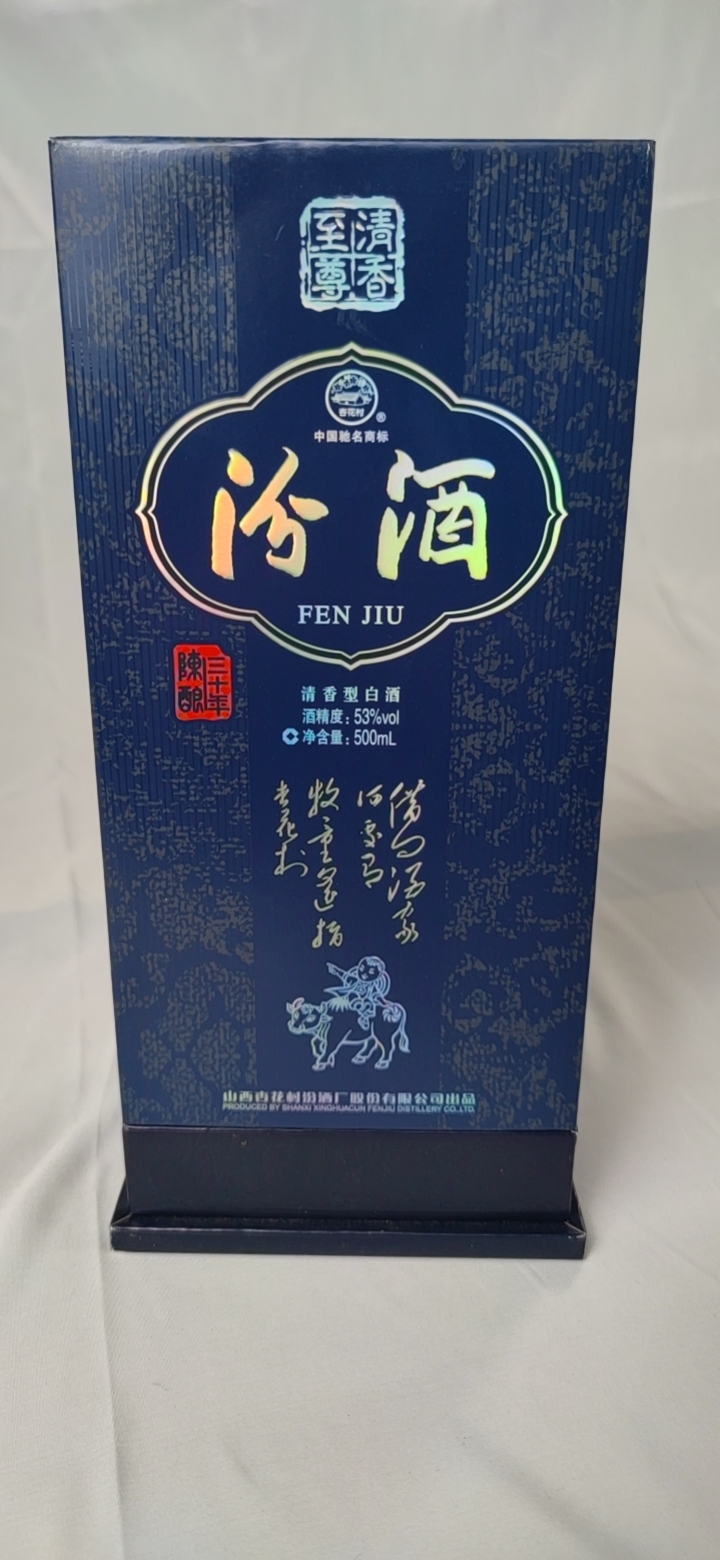 清香
至尊
杏花村
®
中国驰名商标
汾酒
FEN JIU
三十年
陳釀
清香型白酒
酒精度:53%vol
净含量:500mL
借问酒家
何处有
牧童遥指
杏花村
山西杏花村汾酒厂股份有限公司出品
PRODUCED BY SHANXI XINGHUACUN FENJIU DISTILLERY CO.,LTD.